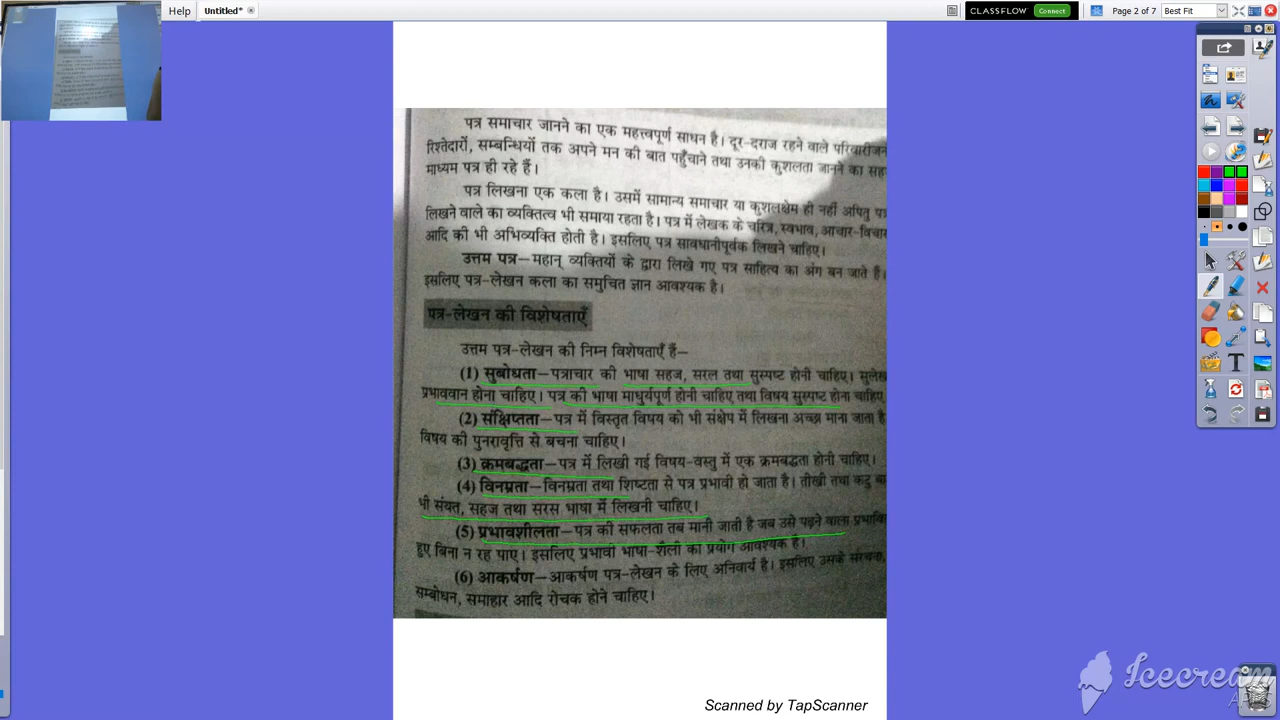 Help
Untitled*
CLASSFLOW Connect
Page 2 of 7
Best Fit
पत्र समाचार जानने का एक महत्त्वपूर्ण साधन है। दूर-दराज रहने वाले परिवारीजन
रिश्तेदारों, सम्बन्धियों तक अपने मन की बात पहुँचाने तथा उनकी कुशलता जानने का
माध्यम पत्र ही रहे हैं।
पत्र लिखना एक कला है। उसमें सामान्य समाचार या कुशलक्षेम ही नहीं अपितु
लिखने वाले का व्यक्तित्व भी समाया रहता है। पत्र में लेखक के चरित्र, स्वभाव, आचार-विचार
आदि की भी अभिव्यक्ति होती है। इसलिए पत्र सावधानीपूर्वक लिखने चाहिए।
उत्तम पत्र–महान् व्यक्तियों के द्वारा लिखे गए पत्र साहित्य का अंग बन जाते हैं।
इसलिए पत्र-लेखन कला का समुचित ज्ञान आवश्यक है।
पत्र-लेखन की विशेषताएँ
उत्तम पत्र-लेखन की निम्न विशेषताएँ हैं–
(1) सुबोधता–पत्राचार की भाषा सहज, सरल तथा सुस्पष्ट होनी चाहिए। सुलेख
प्रभाववान होना चाहिए। पत्र की भाषा माधुर्यपूर्ण होनी चाहिए तथा विषय सुस्पष्ट होना चाहिए
(2) संक्षिप्तता–पत्र में विस्तृत विषय को भी संक्षेप में लिखना अच्छा माना जाता है
विषय की पुनरावृत्ति से बचना चाहिए।
(3) क्रमबद्धता–पत्र में लिखी गई विषय-वस्तु में एक क्रमबद्धता होनी चाहिए।
(4) विनम्रता–विनम्रता तथा शिष्टता से पत्र प्रभावी हो जाता है। तीखी तथा कटु
भी संयत, सहज तथा सरस भाषा में लिखनी चाहिए।
(5) प्रभावशीलता–पत्र की सफलता तब मानी जाती है जब उसे पढ़ने वाला
हुए बिना न रह पाए। इसलिए प्रभावी भाषा-शैली का प्रयोग आवश्यक है।
(6) आकर्षण–आकर्षण पत्र-लेखन के लिए अनिवार्य है। इसलिए उसके
सम्बोधन, समाहार आदि रोचक होने चाहिए।
Scanned by TapScanner
Icecream
APPS